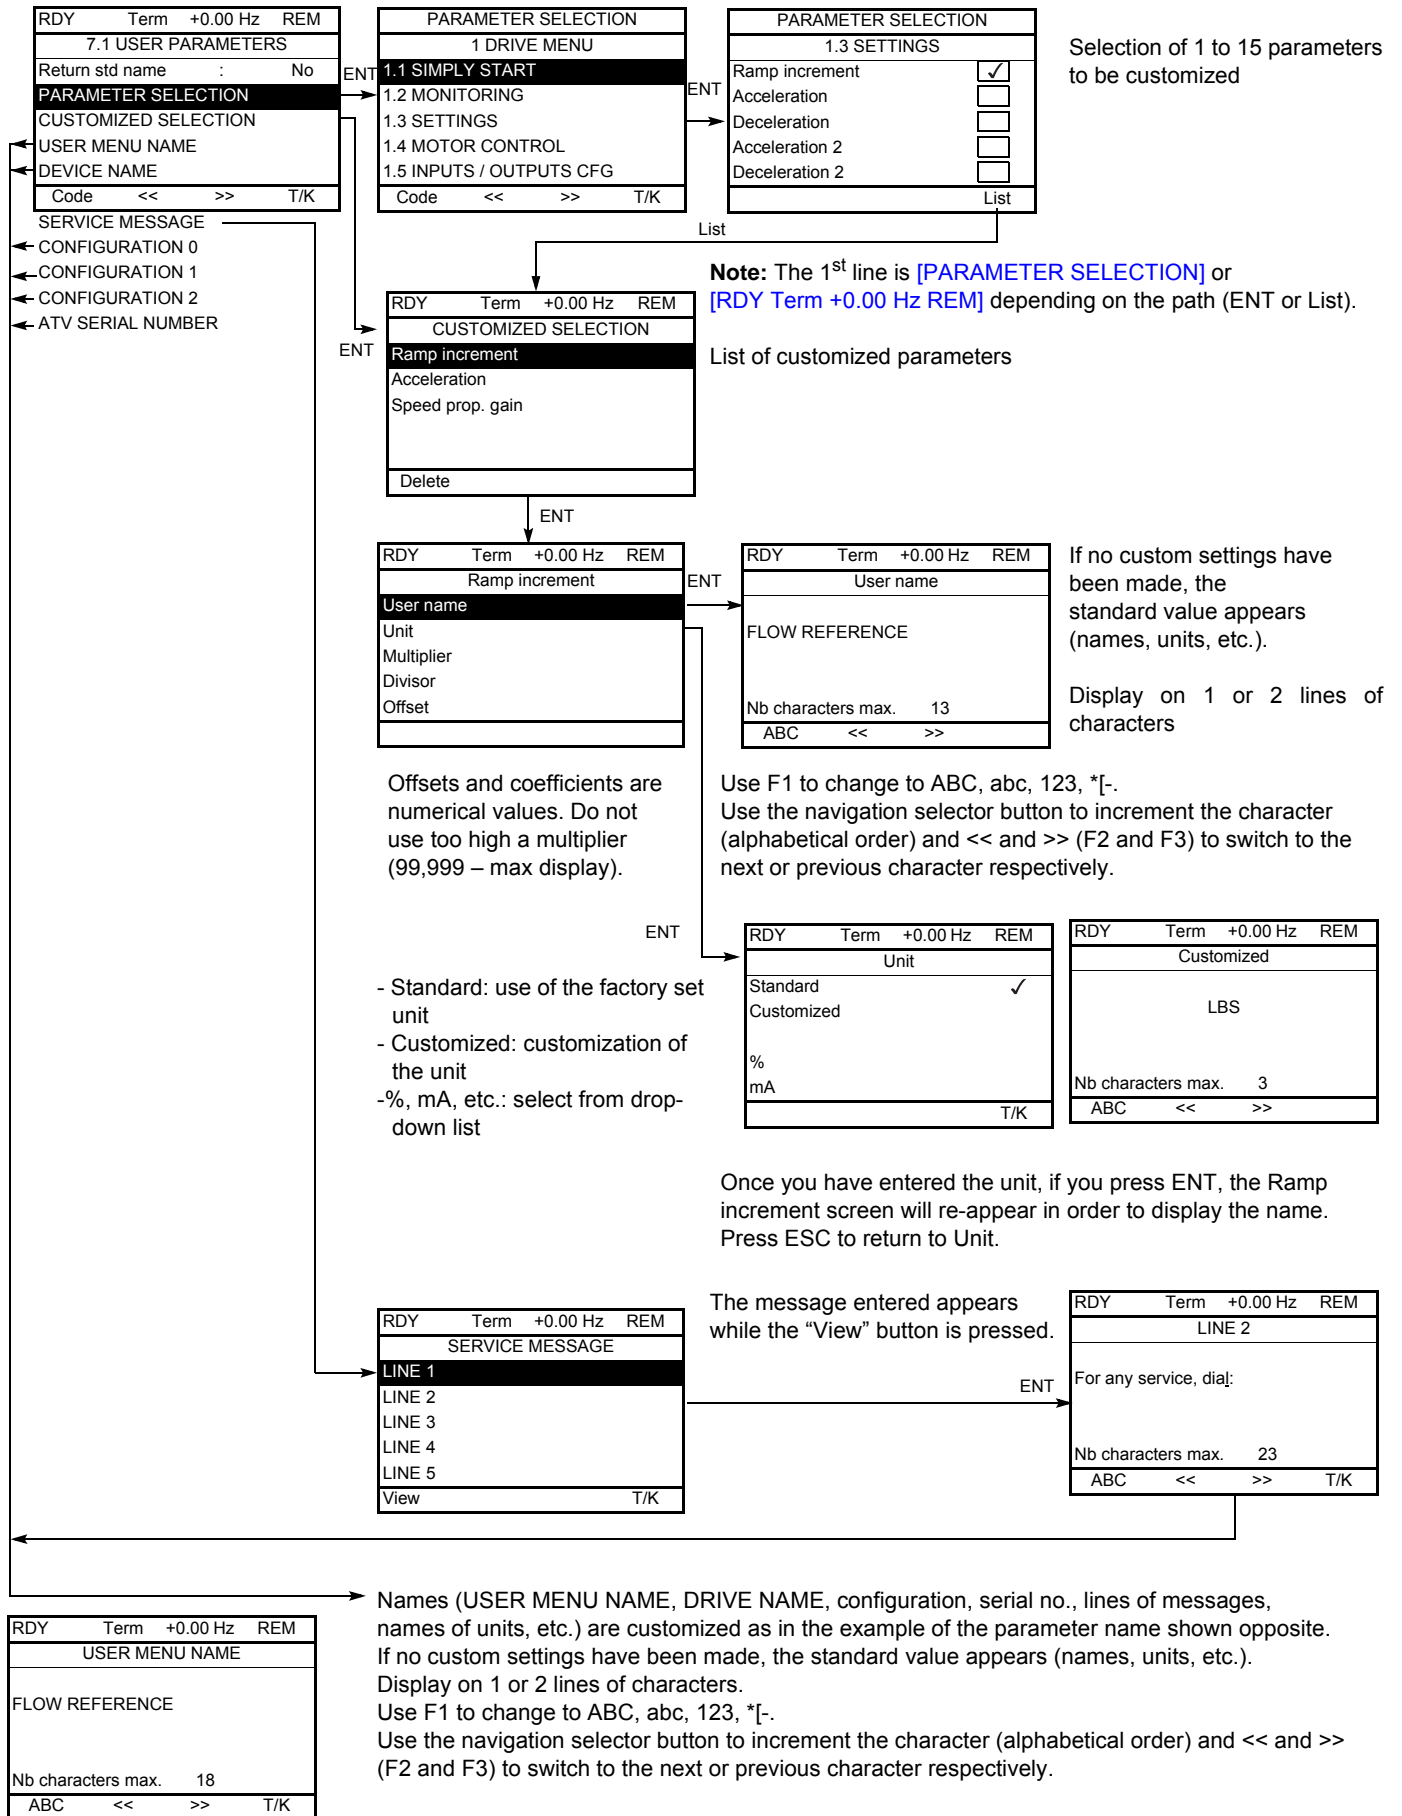 RDY Term +0.00 Hz REM
7.1 USER PARAMETERS
Return std name : No
PARAMETER SELECTION
CUSTOMIZED SELECTION
USER MENU NAME
DEVICE NAME
Code << >> T/K
SERVICE MESSAGE
CONFIGURATION 0
CONFIGURATION 1
CONFIGURATION 2
ATV SERIAL NUMBER
ENT
PARAMETER SELECTION
1 DRIVE MENU
1.1 SIMPLY START
1.2 MONITORING
1.3 SETTINGS
1.4 MOTOR CONTROL
1.5 INPUTS / OUTPUTS CFG
Code << >> T/K
ENT
PARAMETER SELECTION
1.3 SETTINGS
Ramp increment ✓
Acceleration
Deceleration
Acceleration 2
Deceleration 2
List
Selection of 1 to 15 parameters
to be customized
List
Note: The 1st line is [PARAMETER SELECTION] or
[RDY Term +0.00 Hz REM] depending on the path (ENT or List).
ENT
RDY Term +0.00 Hz REM
CUSTOMIZED SELECTION
Ramp increment
Acceleration
Speed prop. gain
Delete
List of customized parameters
ENT
RDY Term +0.00 Hz REM
Ramp increment
User name
Unit
Multiplier
Divisor
Offset
ENT
RDY Term +0.00 Hz REM
User name
FLOW REFERENCE
Nb characters max. 13
ABC << >>
If no custom settings have
been made, the
standard value appears
(names, units, etc.).
Display on 1 or 2 lines of
characters
Offsets and coefficients are
numerical values. Do not
use too high a multiplier
(99,999 – max display).
Use F1 to change to ABC, abc, 123, *[-.
Use the navigation selector button to increment the character
(alphabetical order) and << and >> (F2 and F3) to switch to the
next or previous character respectively.
ENT
- Standard: use of the factory set
unit
- Customized: customization of
the unit
-%, mA, etc.: select from drop-
down list
RDY Term +0.00 Hz REM
Unit
Standard ✓
Customized
%
mA
T/K
RDY Term +0.00 Hz REM
Customized
LBS
Nb characters max. 3
ABC << >>
Once you have entered the unit, if you press ENT, the Ramp
increment screen will re-appear in order to display the name.
Press ESC to return to Unit.
RDY Term +0.00 Hz REM
SERVICE MESSAGE
LINE 1
LINE 2
LINE 3
LINE 4
LINE 5
View T/K
The message entered appears
while the “View” button is pressed.
ENT
RDY Term +0.00 Hz REM
LINE 2
For any service, dial:
Nb characters max. 23
ABC << >> T/K
Names (USER MENU NAME, DRIVE NAME, configuration, serial no., lines of messages,
names of units, etc.) are customized as in the example of the parameter name shown opposite.
If no custom settings have been made, the standard value appears (names, units, etc.).
Display on 1 or 2 lines of characters.
Use F1 to change to ABC, abc, 123, *[-.
Use the navigation selector button to increment the character (alphabetical order) and << and >>
(F2 and F3) to switch to the next or previous character respectively.
RDY Term +0.00 Hz REM
USER MENU NAME
FLOW REFERENCE
Nb characters max. 18
ABC << >> T/K